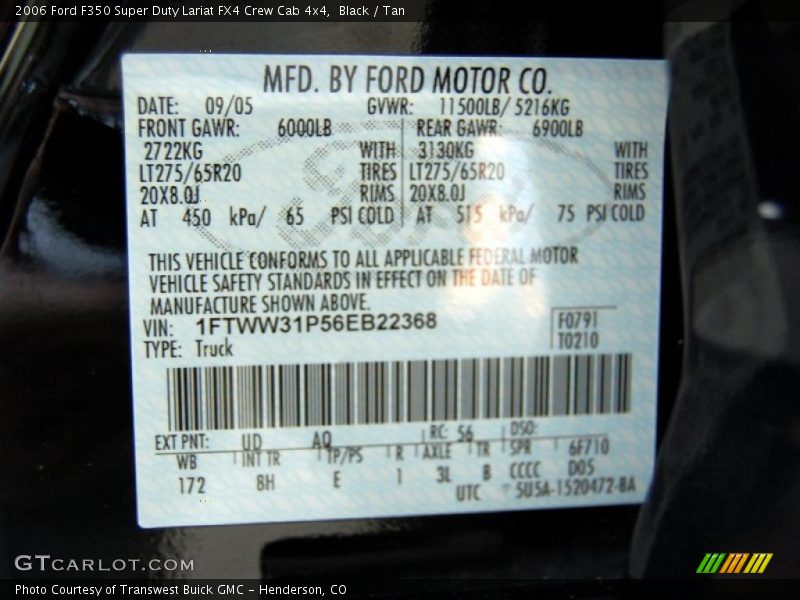 2006 Ford F350 Super Duty Lariat FX4 Crew Cab 4x4, Black / Tan
MFD. BY FORD MOTOR CO.
DATE: 09/05 GVWR: 11500LB/ 5216KG
FRONT GAWR: 6000LB REAR GAWR: 6900LB
2722KG WITH 3130KG WITH
LT275/65R20 TIRES LT275/65R20 TIRES
20X8.0J RIMS 20X8.0J RIMS
AT 450 kPa/ 65 PSI COLD AT 515 kPa/ 75 PSI COLD
THIS VEHICLE CONFORMS TO ALL APPLICABLE FEDERAL MOTOR
VEHICLE SAFETY STANDARDS IN EFFECT ON THE DATE OF
MANUFACTURE SHOWN ABOVE.
VIN: 1FTWW31P56EB22368 F0791
TYPE: Truck T0210
EXT PNT: UD AQ RC: 56 DSO:
WB INT TR TP/PS R AXLE TR SPR 6F710
172 8H E 1 3L B CCCC D05
UTC 5U5A-1520472-BA
GTCARLOT.COM
Photo Courtesy of Transwest Buick GMC - Henderson, CO